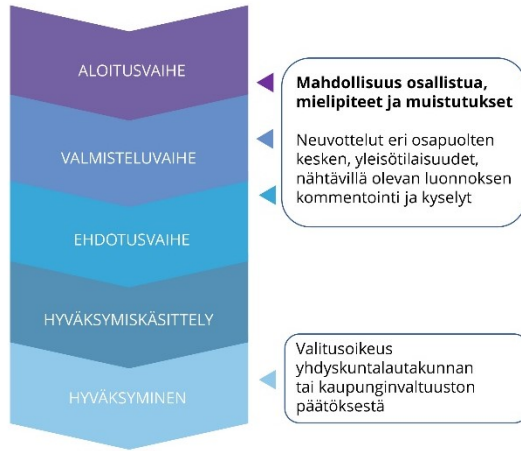 ALOITUSVAIHE
VALMISTELUVAIHE
EHDOTUSVAIHE
HYVÄKSYMISKÄSITTELY
HYVÄKSYMINEN
Mahdollisuus osallistua,
mielipiteet ja muistutukset
Neuvottelut eri osapuolten
kesken, yleisötilaisuudet,
nähtävillä olevan luonnoksen
kommentointi ja kyselyt
Valitusoikeus
yhdyskuntalautakunnan
tai kaupunginvaltuuston
päätöksestä